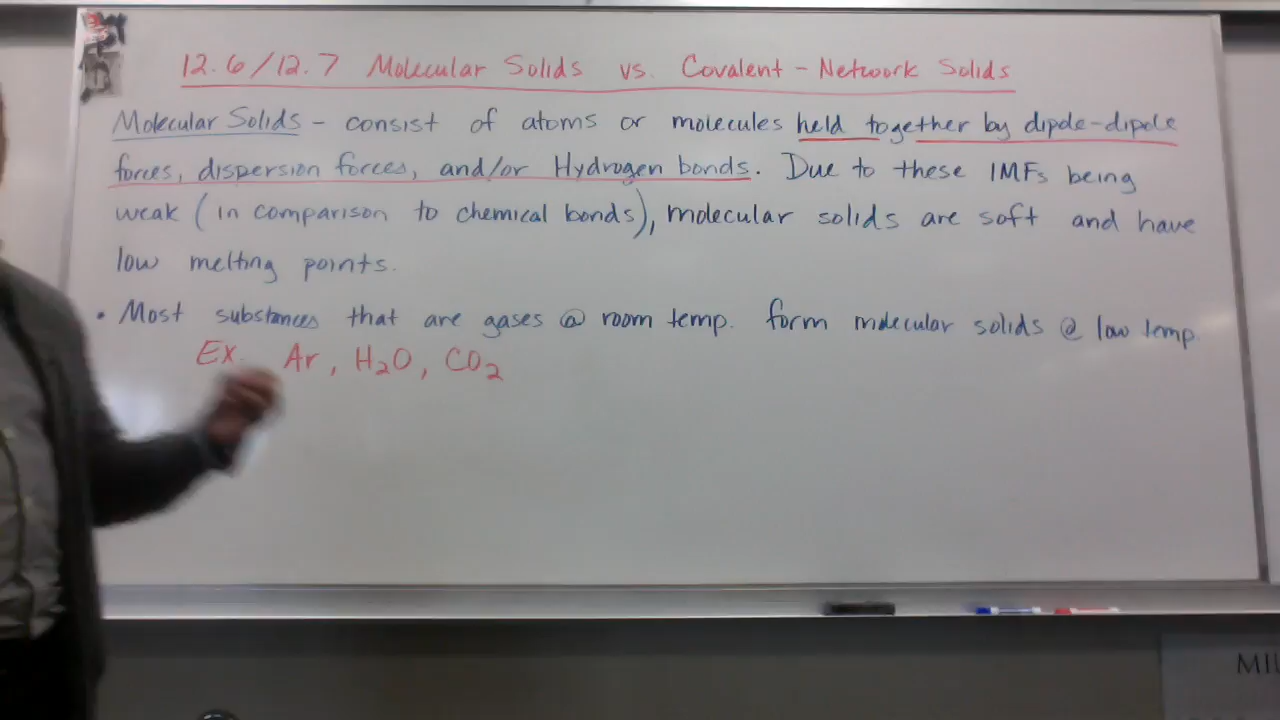 12.6/12.7 Molecular Solids vs. Covalent-Network Solids
Molecular Solids - consist of atoms or molecules held together by dipole-dipole
forces, dispersion forces, and/or Hydrogen bonds. Due to these IMFs being
weak (in comparison to chemical bonds), molecular solids are soft and have
low melting points.
• Most substances that are gases @ room temp. form molecular solids @ low temp.
Ex. Ar, H₂O, CO₂